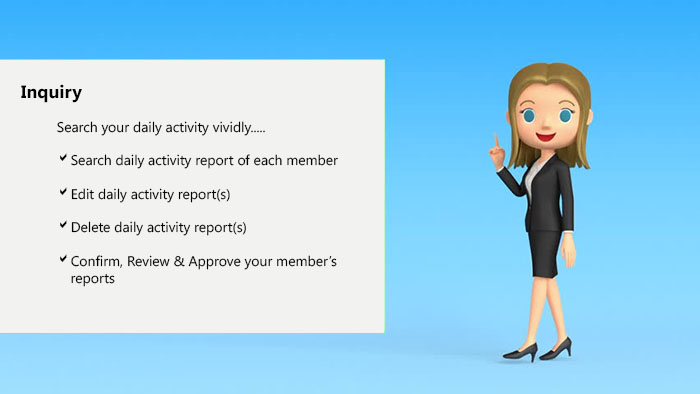 Inquiry
Search your daily activity vividly.....
Search daily activity report of each member
Edit daily activity report(s)
Delete daily activity report(s)
Confirm, Review & Approve your member’s
reports